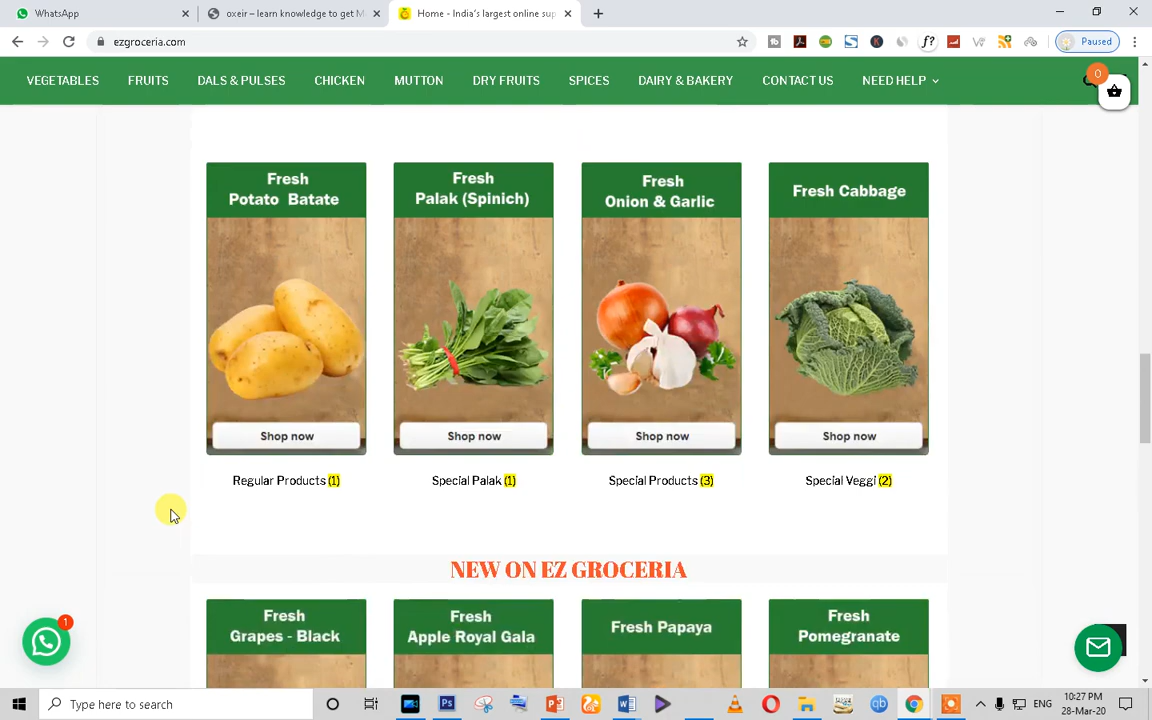 WhatsApp
oxeir – learn knowledge to get M
Home - India's largest online sup
ezgroceria.com
Paused
VEGETABLES
FRUITS
DALS & PULSES
CHICKEN
MUTTON
DRY FRUITS
SPICES
DAIRY & BAKERY
CONTACT US
NEED HELP
0
Fresh
Potato Batate
Shop now
Regular Products (1)
Fresh
Palak (Spinich)
Shop now
Special Palak (1)
Fresh
Onion & Garlic
Shop now
Special Products (3)
Fresh Cabbage
Shop now
Special Veggi (2)
NEW ON EZ GROCERIA
Fresh
Grapes - Black
Fresh
Apple Royal Gala
Fresh Papaya
Fresh
Pomegranate
1
Type here to search
ENG
10:27 PM
28-Mar-20